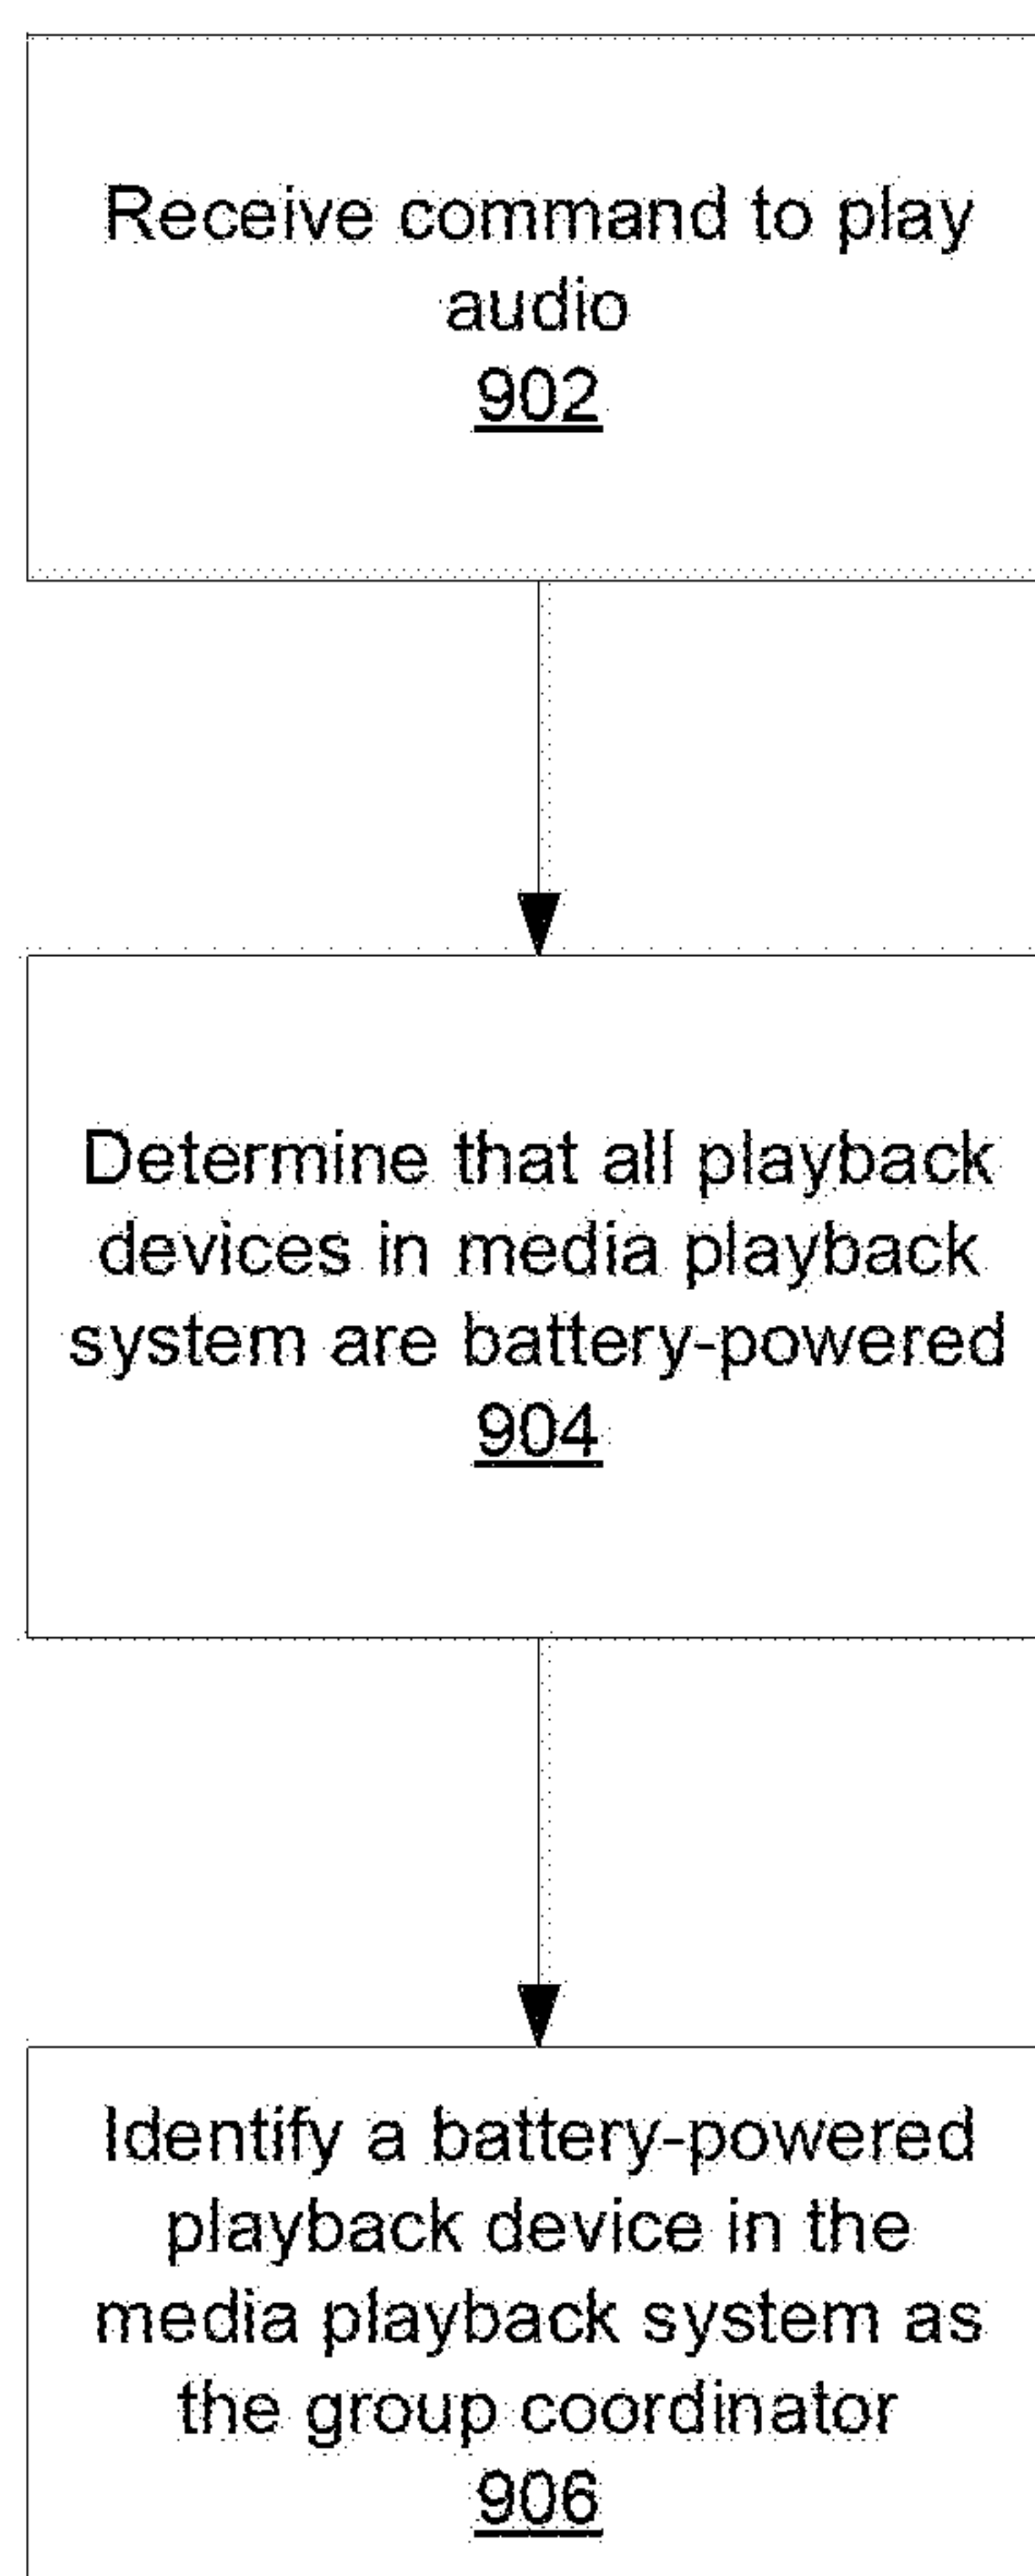 Receive command to play
audio
902
Determine that all playback
devices in media playback
system are battery-powered
904
Identify a battery-powered
playback device in the
media playback system as
the group coordinator
906